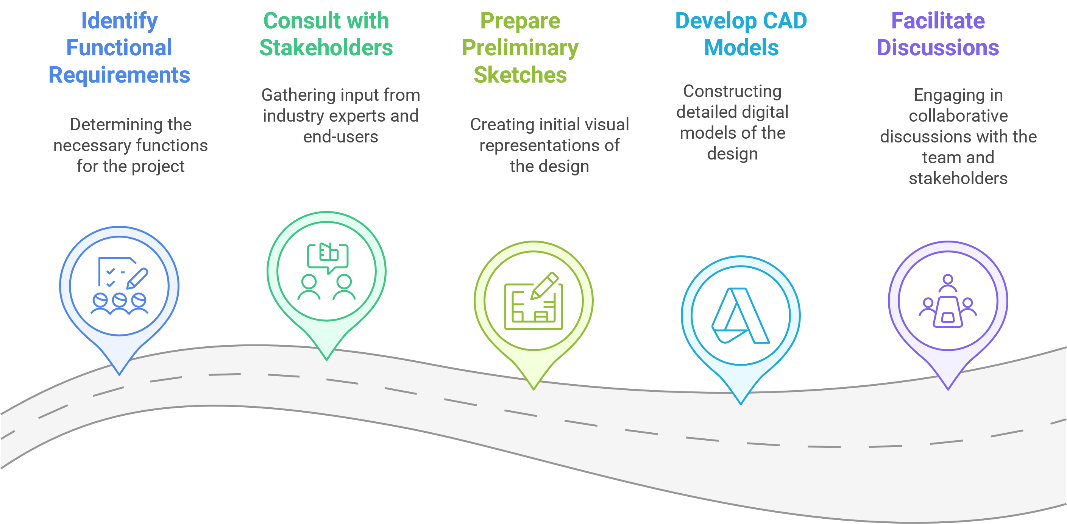 Identify
Functional
Requirements
Determining the
necessary functions
for the project
Consult with
Stakeholders
Gathering input from
industry experts and
end-users
Prepare
Preliminary
Sketches
Creating initial visual
representations of
the design
Develop CAD
Models
Constructing
detailed digital
models of the
design
Facilitate
Discussions
Engaging in
collaborative
discussions with the
team and
stakeholders